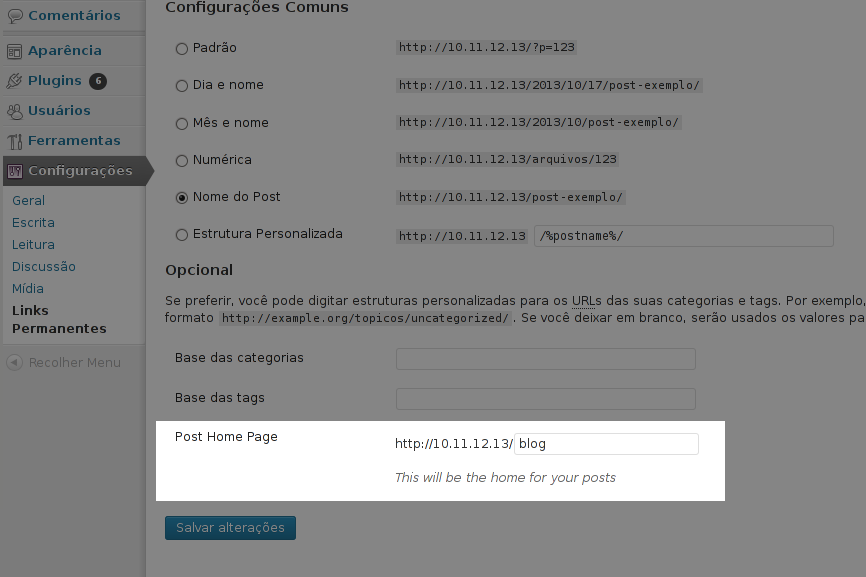 Comentários
Aparência
Plugins 6
Usuários
Ferramentas
Configurações
Geral
Escrita
Leitura
Discussão
Mídia
Links
Permanentes
Recolher Menu
Configurações Comuns
Padrão http://10.11.12.13/?p=123
Dia e nome http://10.11.12.13/2013/10/17/post-exemplo/
Mês e nome http://10.11.12.13/2013/10/post-exemplo/
Numérica http://10.11.12.13/arquivos/123
Nome do Post http://10.11.12.13/post-exemplo/
Estrutura Personalizada http://10.11.12.13 /%postname%/
Opcional
Se preferir, você pode digitar estruturas personalizadas para os URLs das suas categorias e tags. Por exemplo,
formato http://example.org/topicos/uncategorized/. Se você deixar em branco, serão usados os valores pa
Base das categorias
Base das tags
Post Home Page http://10.11.12.13/ blog
This will be the home for your posts
Salvar alterações